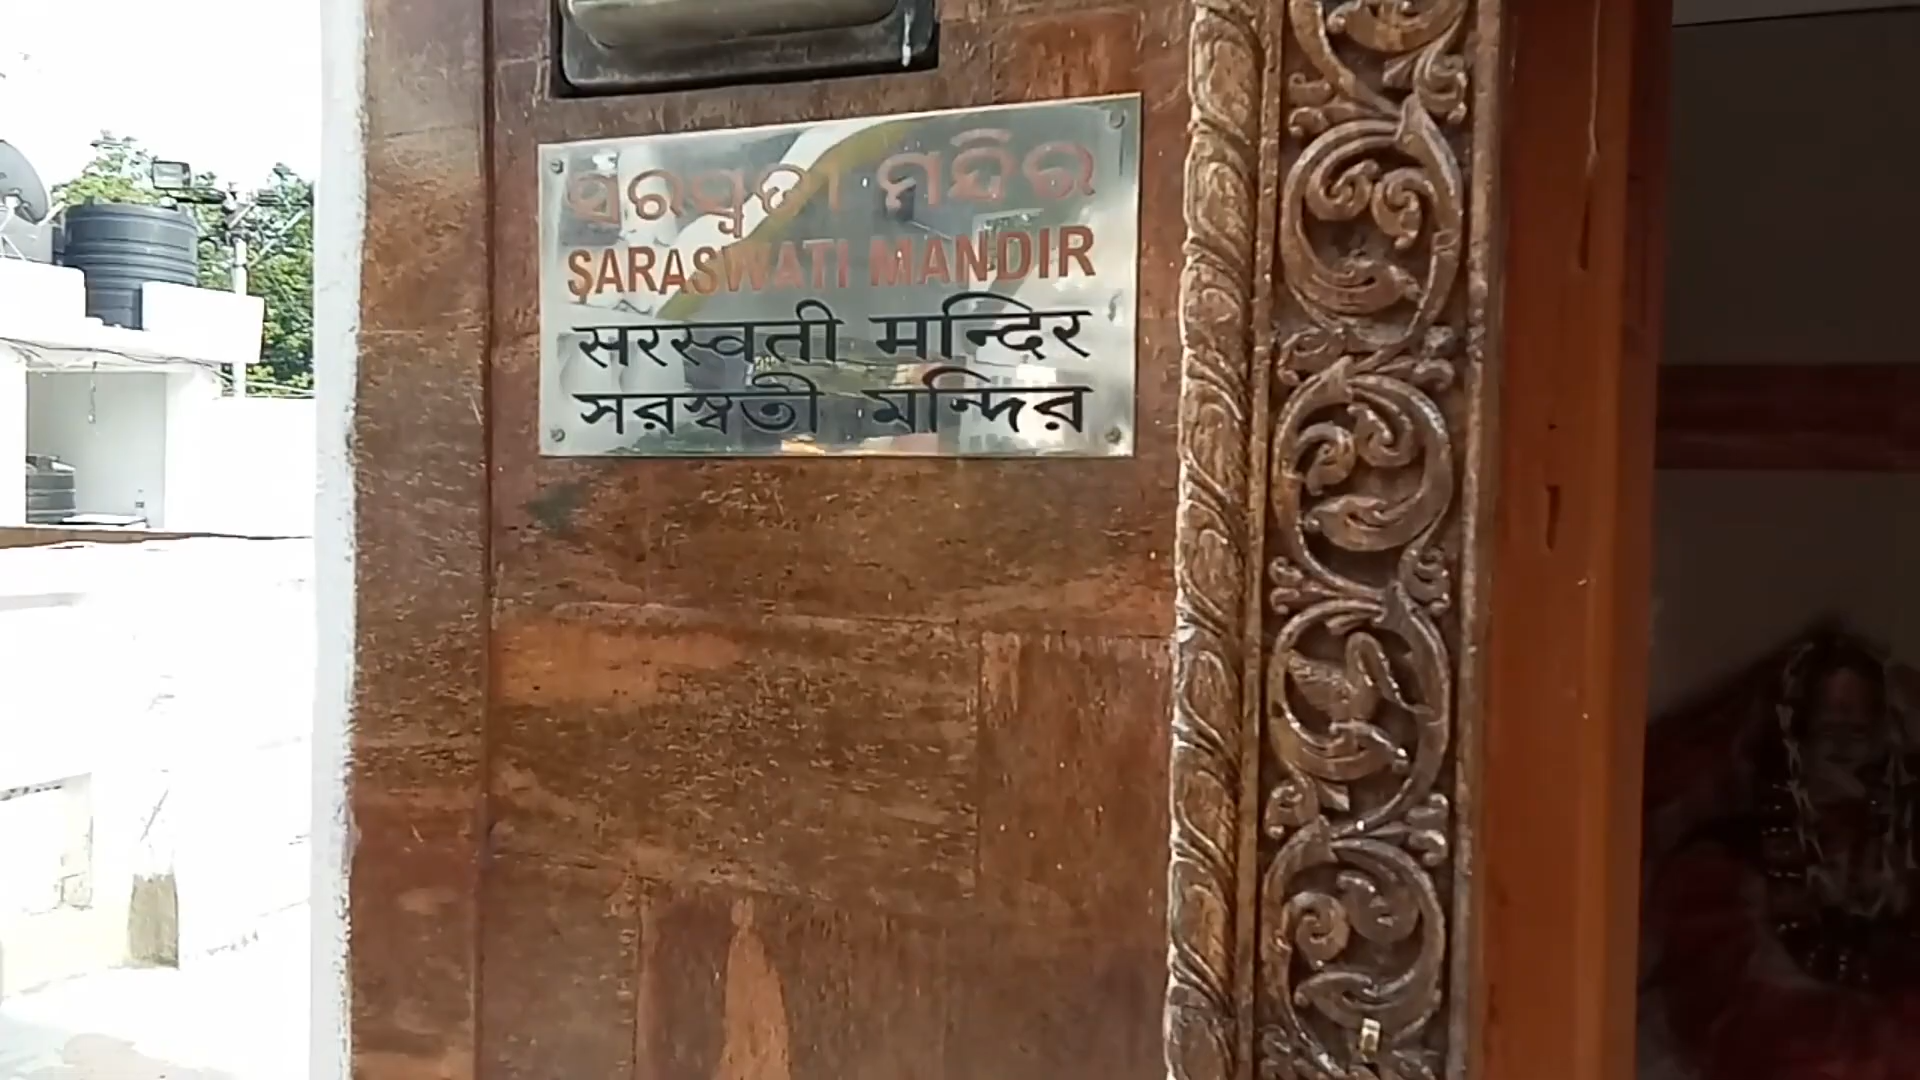 ସରସ୍ୱତୀ ମନ୍ଦିର
SARASWATI MANDIR
सरस्वती मन्दिर
সরস্বতী মন্দির